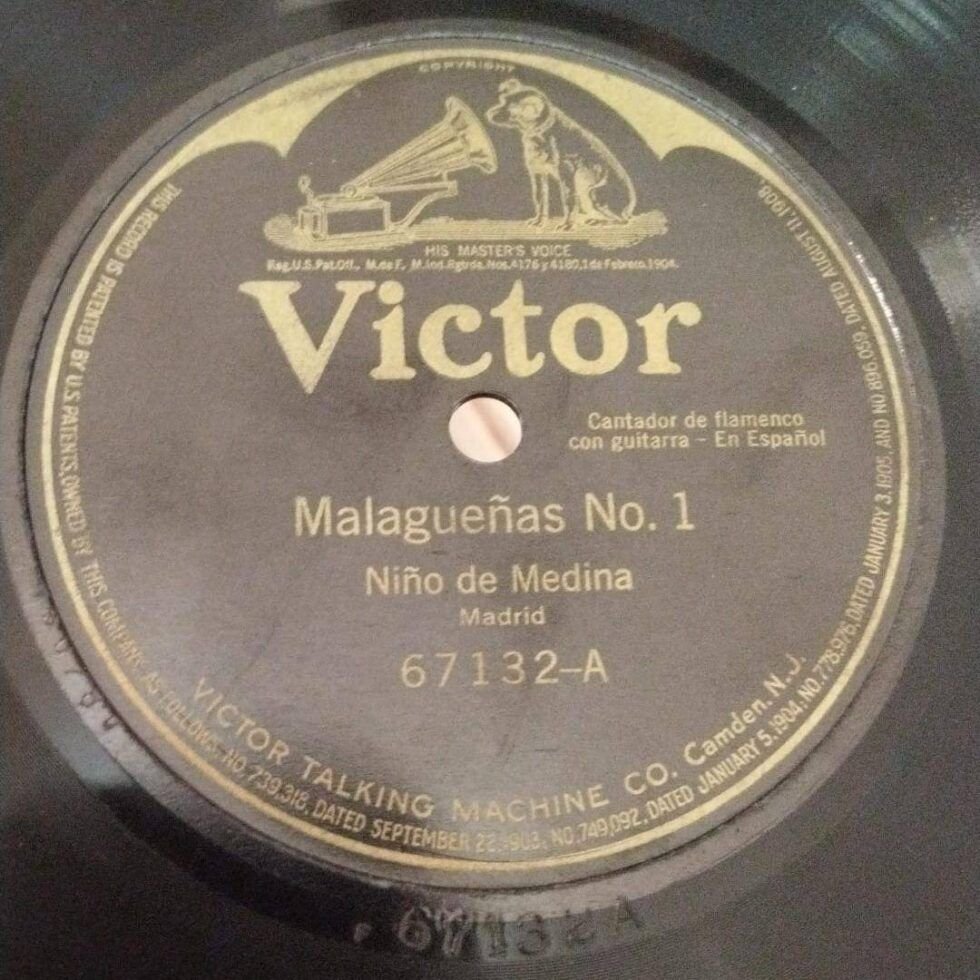 COPYRIGHT
HIS MASTER'S VOICE
Reg.U.S.Pat.Off., M.de F., M.Ind.Rgtrda.Nos.4176 y 4180,1 de Febrero.1904.
Victor
Cantador de flamenco
con guitarra – En Español
Malagueñas No. 1
Niño de Medina
Madrid
67132–A
VICTOR TALKING MACHINE CO. Camden. N.J.
THIS RECORD IS PATENTED BY U.S.PATENTS, OWNED BY THIS COMPANY, AS FOLLOWS–NO.739,318, DATED SEPTEMBER 22,1903, NO.749,092, DATED JANUARY 5,1904, NO.778,976, DATED JANUARY 3,1905, AND NO 896,059, DATED AUGUST 11,1908.
67132 A